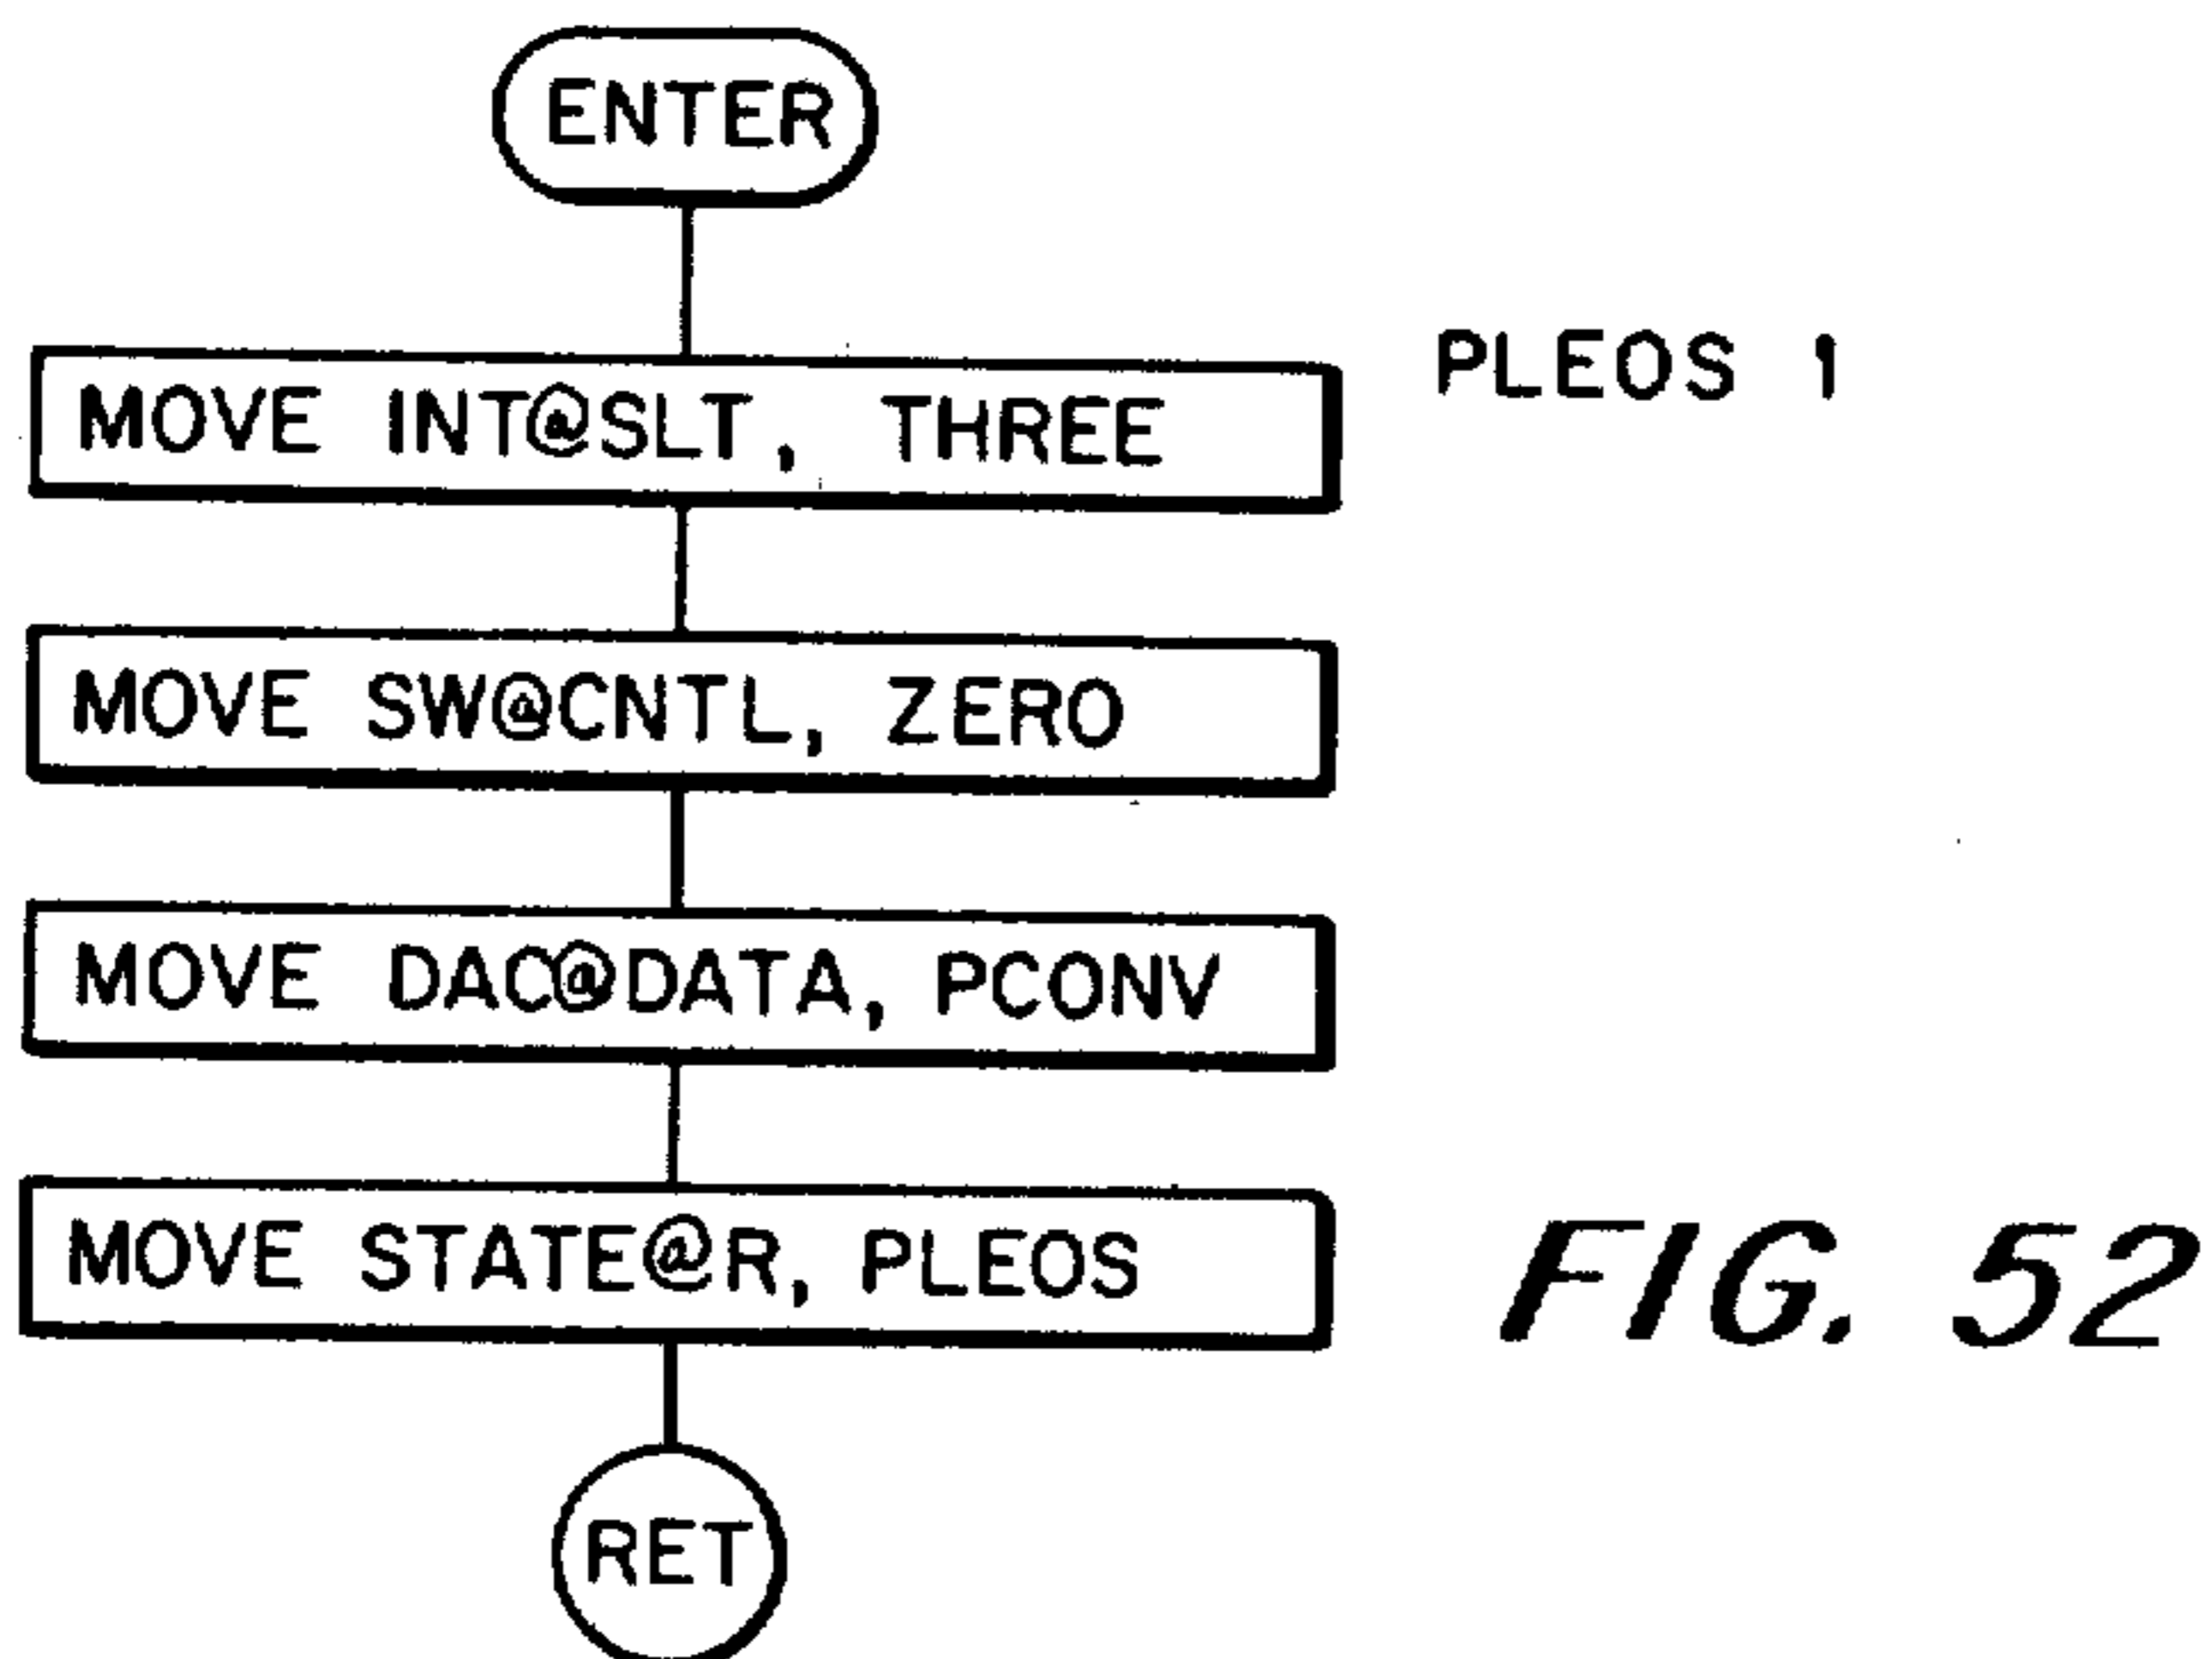 ENTER
PLEOS 1
MOVE INT@SLT, THREE
MOVE SW@CNTL, ZERO
MOVE DAC@DATA, PCONV
MOVE STATE@R, PLEOS
FIG. 52
RET